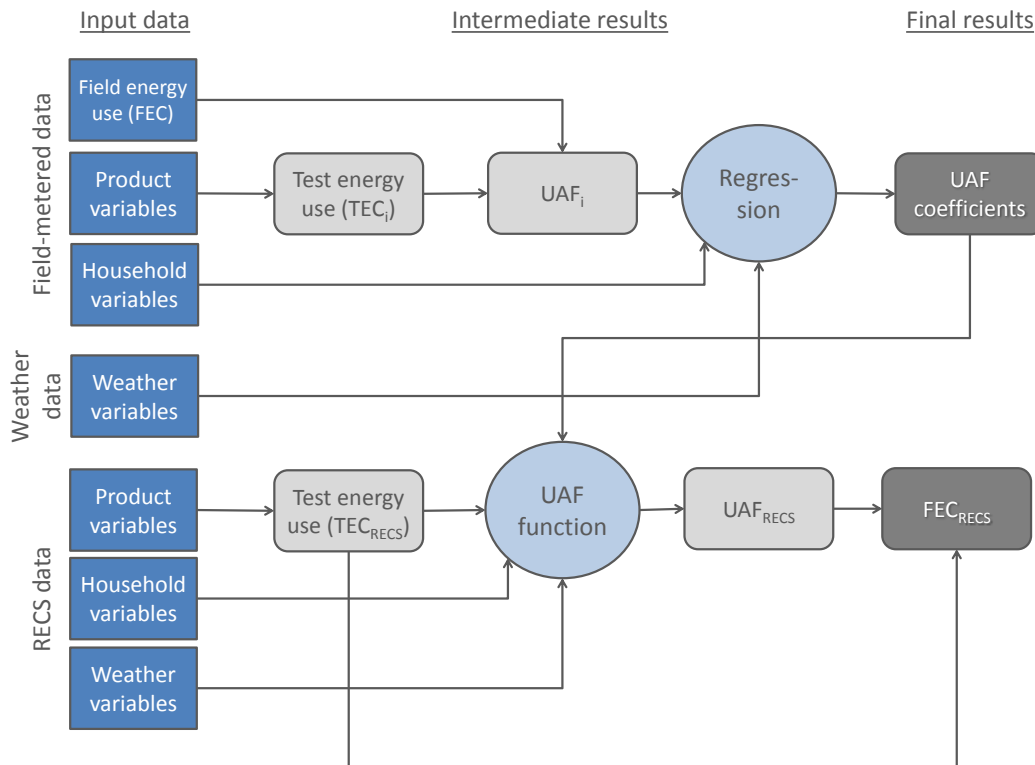 Input data
Intermediate results
Final results
Field-metered data
Field energy
use (FEC)
Product
variables
Test energy
use (TECi)
UAFi
Regres-
sion
UAF
coefficients
Household
variables
Weather
data
Weather
variables
RECS data
Product
variables
Test energy
use (TECRECS)
UAF
function
UAFRECS
FECRECS
Household
variables
Weather
variables